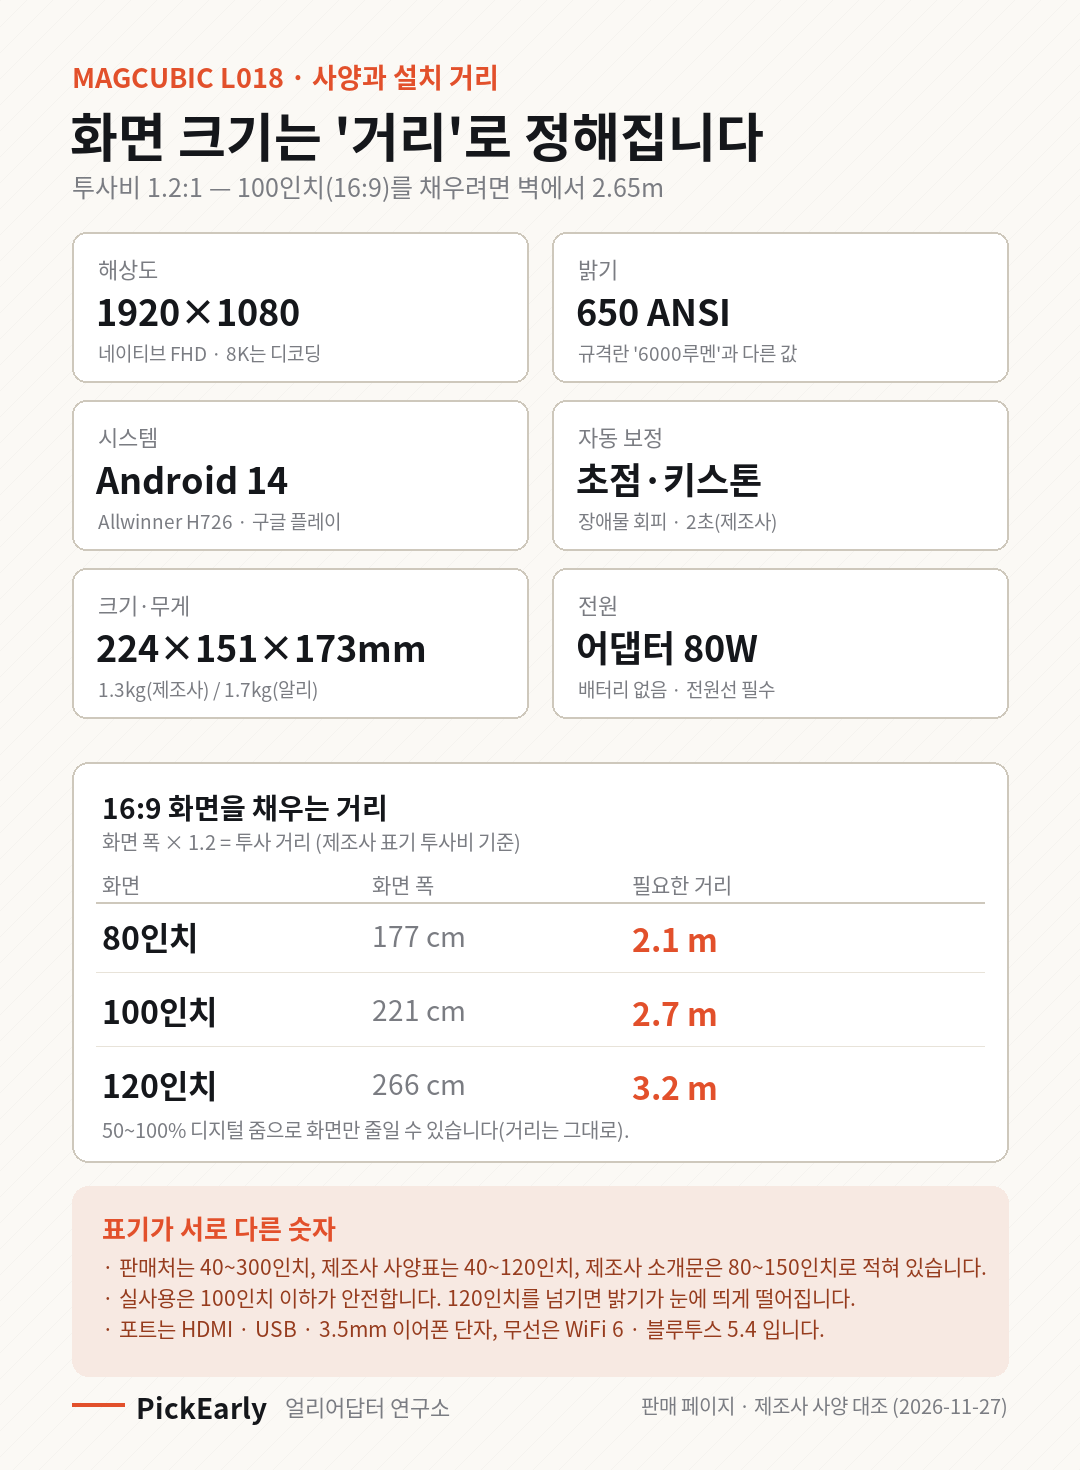 MAGCUBIC L018 · 사양과 설치 거리
화면 크기는 '거리'로 정해집니다
투사비 1.2:1 — 100인치(16:9)를 채우려면 벽에서 2.65m
해상도
1920×1080
네이티브 FHD · 8K는 디코딩
밝기
650 ANSI
규격란 '6000루멘'과 다른 값
시스템
Android 14
Allwinner H726 · 구글 플레이
자동 보정
초점·키스톤
장애물 회피 · 2초(제조사)
크기·무게
224×151×173mm
1.3kg(제조사) / 1.7kg(알리)
전원
어댑터 80W
배터리 없음 · 전원선 필수
16:9 화면을 채우는 거리
화면 폭 × 1.2 = 투사 거리 (제조사 표기 투사비 기준)
화면 화면 폭 필요한 거리
80인치 177 cm 2.1 m
100인치 221 cm 2.7 m
120인치 266 cm 3.2 m
50~100% 디지털 줌으로 화면만 줄일 수 있습니다(거리는 그대로).
표기가 서로 다른 숫자
· 판매처는 40~300인치, 제조사 사양표는 40~120인치, 제조사 소개문은 80~150인치로 적혀 있습니다.
· 실사용은 100인치 이하가 안전합니다. 120인치를 넘기면 밝기가 눈에 띄게 떨어집니다.
· 포트는 HDMI · USB · 3.5mm 이어폰 단자, 무선은 WiFi 6 · 블루투스 5.4 입니다.
PickEarly 얼리어답터 연구소
판매 페이지 · 제조사 사양 대조 (2026-11-27)